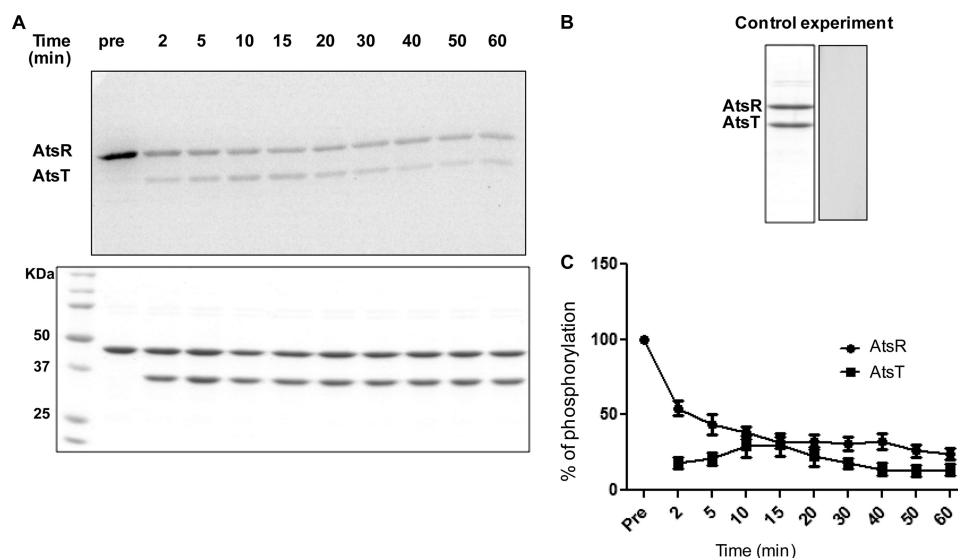 A
Time (min) pre 2 5 10 15 20 30 40 50 60
AtsR
AtsT
KDa
50
37
25
B
Control experiment
AtsR
AtsT
C
150
100
50
0
% of phosphorylation
AtsR
AtsT
Pre 2 5 10 15 20 30 40 50 60
Time (min)